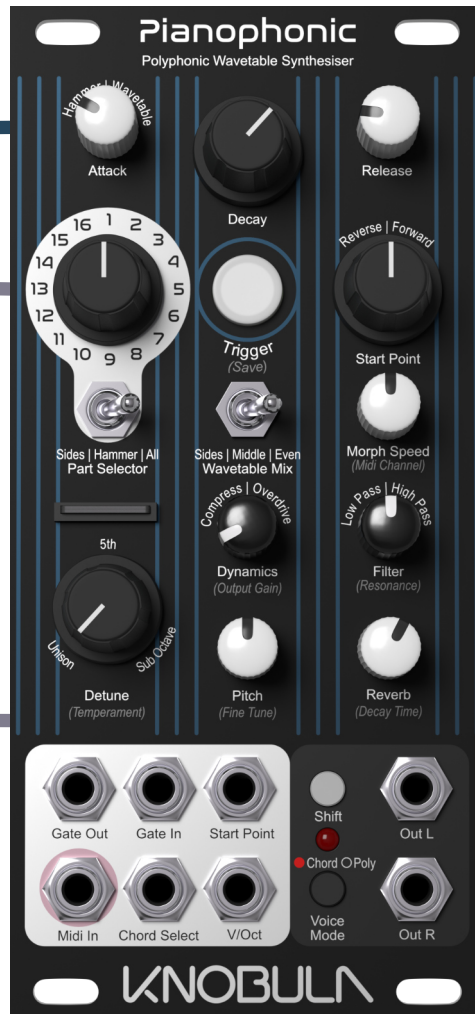 Pianophonic
Polyphonic Wavetable Synthesiser
Hammer | Wavetable
Attack
Decay
Release
1
2
3
4
5
6
7
8
9
10
11
12
13
14
15
16
Sides | Hammer | All
Part Selector
Trigger
(Save)
Sides | Middle | Even
Wavetable Mix
Reverse | Forward
Start Point
Morph Speed
(Midi Channel)
5th
Unison
Sub Octave
Detune
(Temperament)
Compress | Overdrive
Dynamics
(Output Gain)
Low Pass | High Pass
Filter
(Resonance)
Pitch
(Fine Tune)
Reverb
(Decay Time)
Gate Out
Gate In
Start Point
Midi In
Chord Select
V/Oct
Shift
Chord
Poly
Voice
Mode
Out L
Out R
KNOBULA